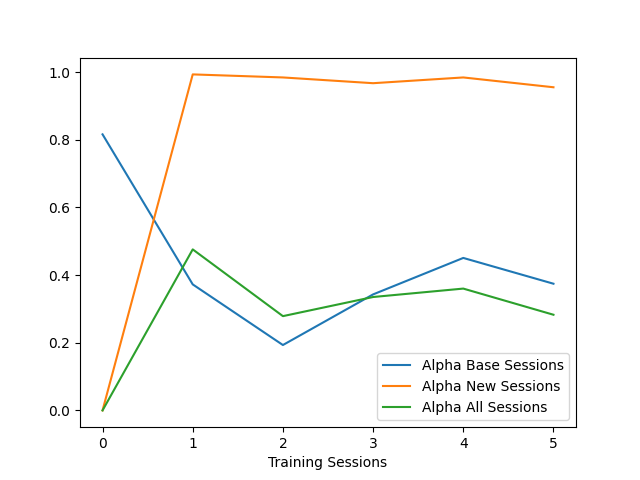 1.0
0.8
0.6
0.4
0.2
0.0
Alpha Base Sessions
Alpha New Sessions
Alpha All Sessions
0 1 2 3 4 5
Training Sessions